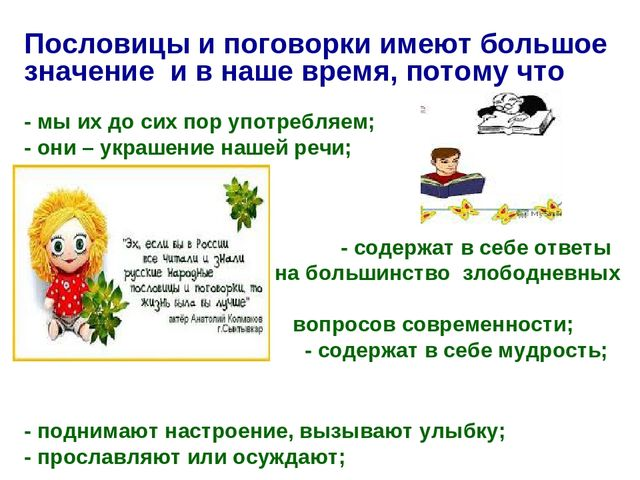 Пословицы и поговорки имеют большое
значение и в наше время, потому что
- мы их до сих пор употребляем;
- они – украшение нашей речи;
"Эх, если бы в России
все читали и знали
русские народные
пословицы и поговорки, то
жизнь была бы лучше"
актёр Анатолий Колмаков
г.Сыктывкар
- содержат в себе ответы
на большинство злободневных
вопросов современности;
- содержат в себе мудрость;
- поднимают настроение, вызывают улыбку;
- прославляют или осуждают;